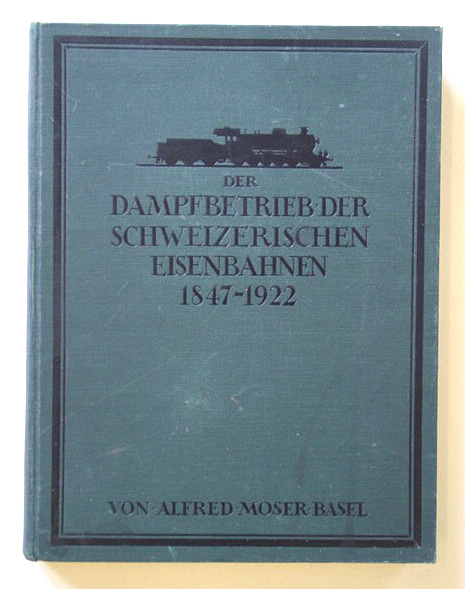 DER
DAMPFBETRIEB·DER
SCHWEIZERISCHEN
EISENBAHNEN
1847-1922
VON·ALFRED·MOSER·BASEL